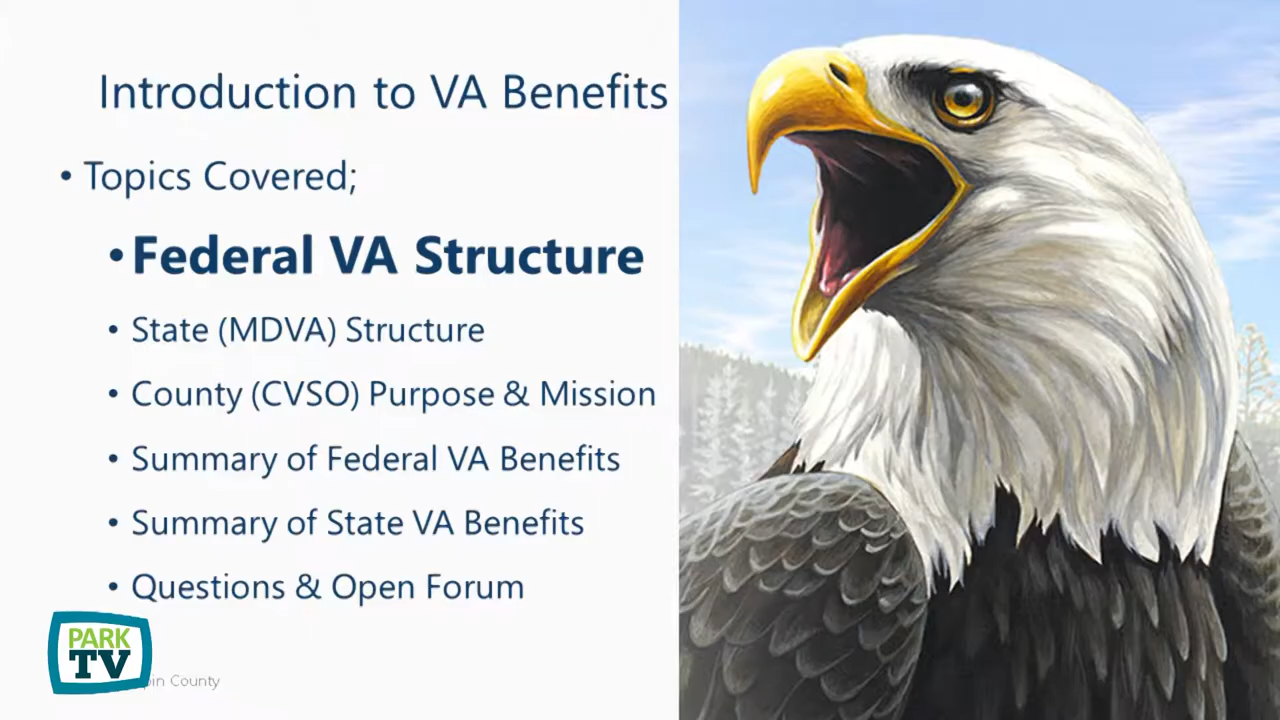 Introduction to VA Benefits
• Topics Covered;
• Federal VA Structure
• State (MDVA) Structure
• County (CVSO) Purpose & Mission
• Summary of Federal VA Benefits
• Summary of State VA Benefits
• Questions & Open Forum
PARK
TV
County